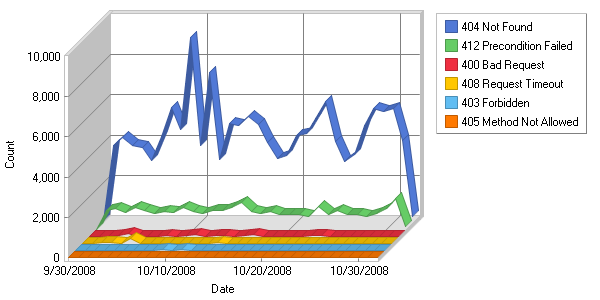 404 Not Found
412 Precondition Failed
400 Bad Request
408 Request Timeout
403 Forbidden
405 Method Not Allowed
Count
10,000
8,000
6,000
4,000
2,000
0
9/30/2008 10/10/2008 10/20/2008 10/30/2008
Date